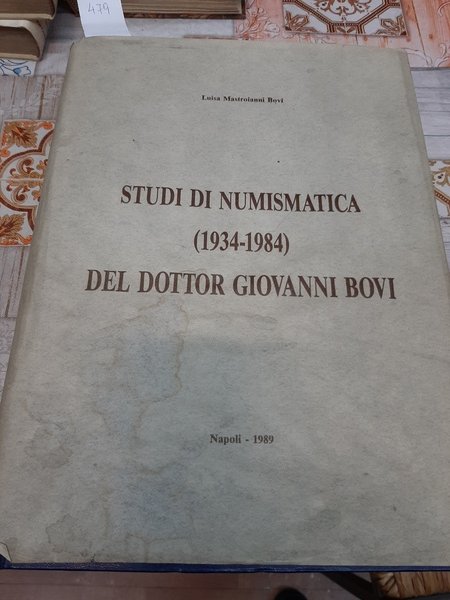 479
Luisa Mastroianni Bovi
STUDI DI NUMISMATICA
(1934-1984)
DEL DOTTOR GIOVANNI BOVI
Napoli - 1989